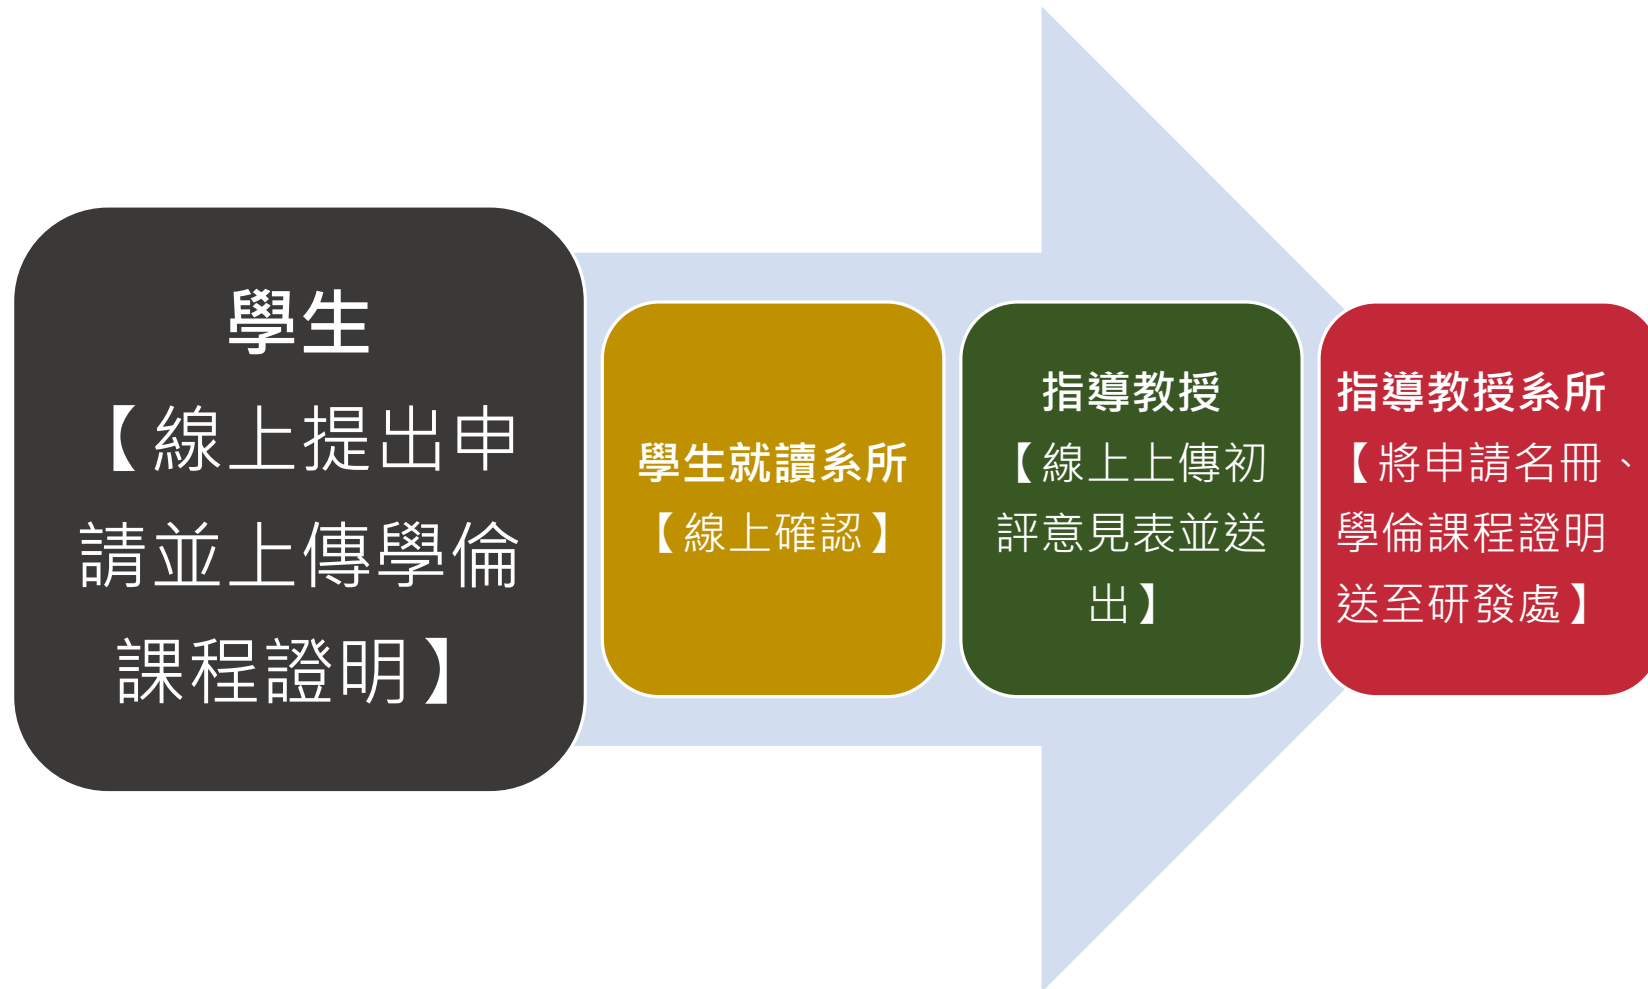 學生
【線上提出申
請並上傳學倫
課程證明】
學生就讀系所
【線上確認】
指導教授
【線上上傳初
評意見表並送
出】
指導教授系所
【將申請名冊、
學倫課程證明
送至研發處】